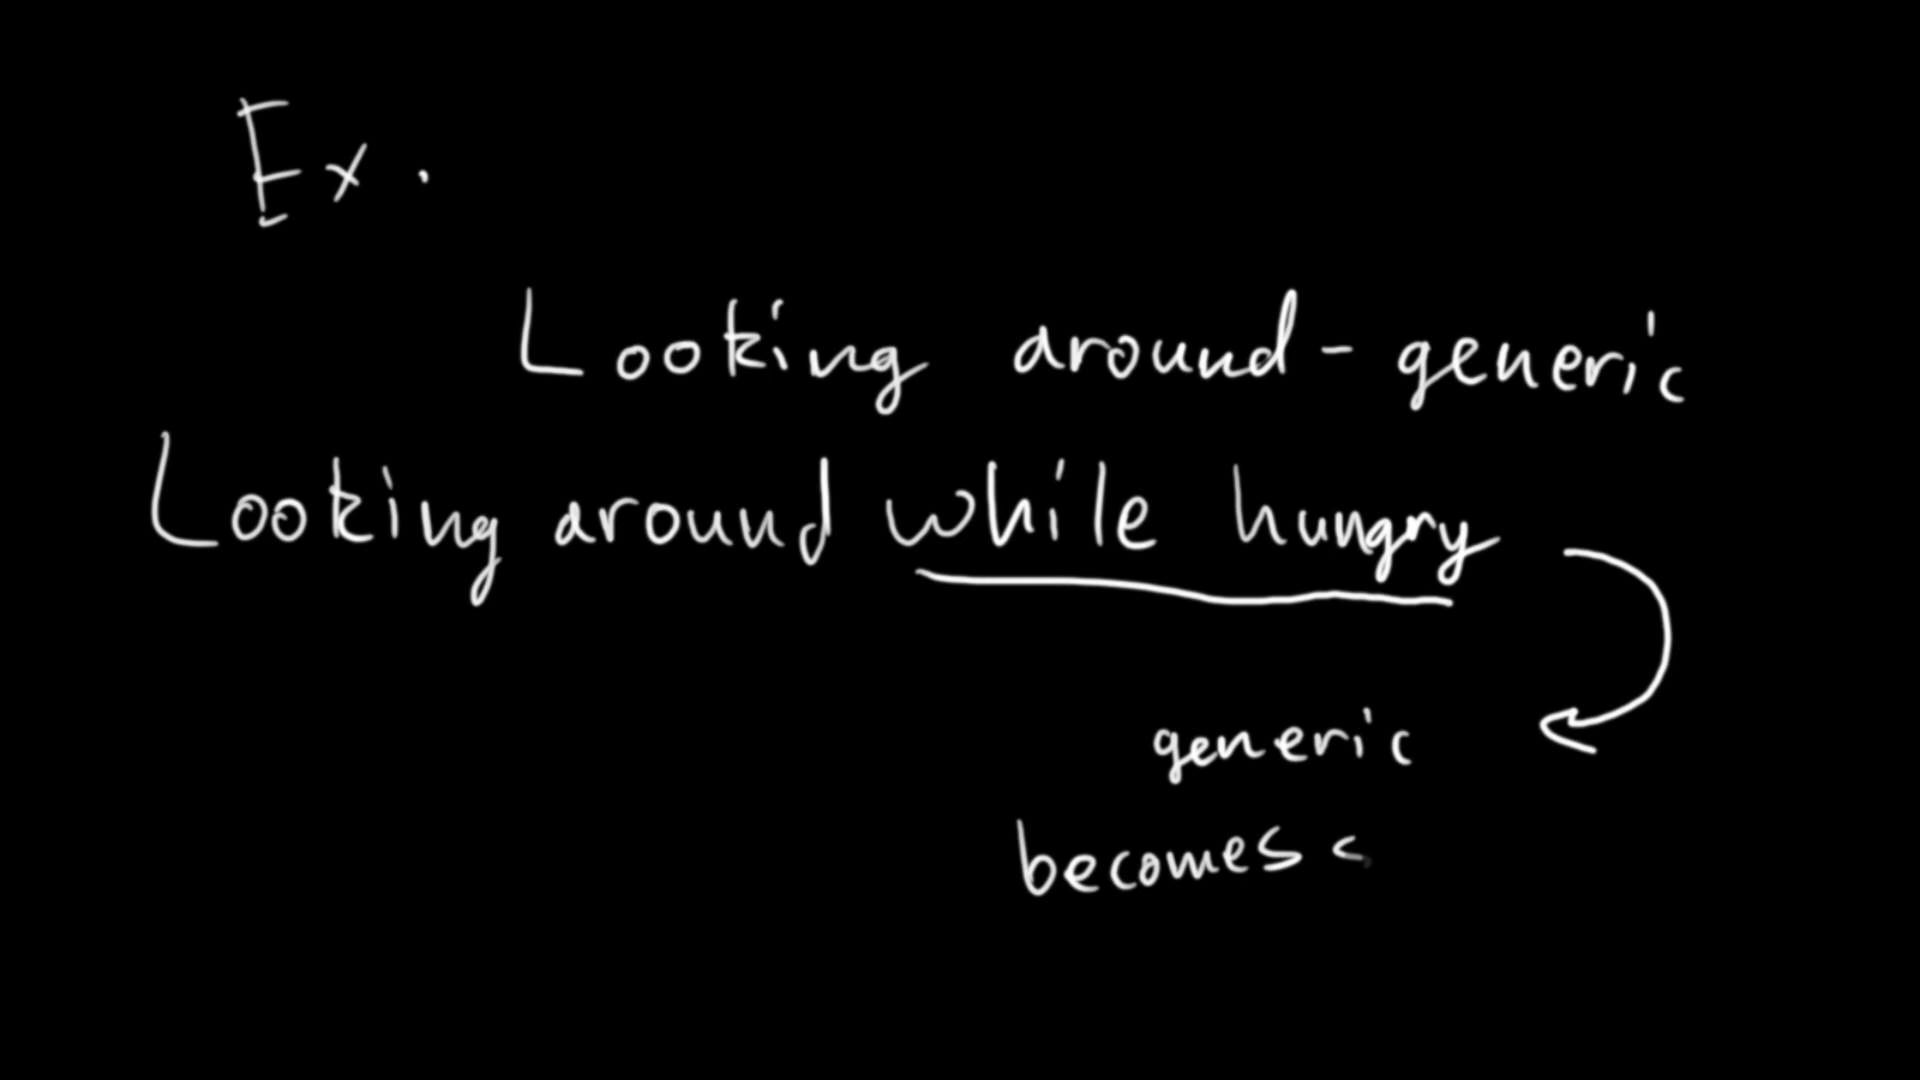 Ex.
Looking around - generic
Looking around while hungry
generic
becomes